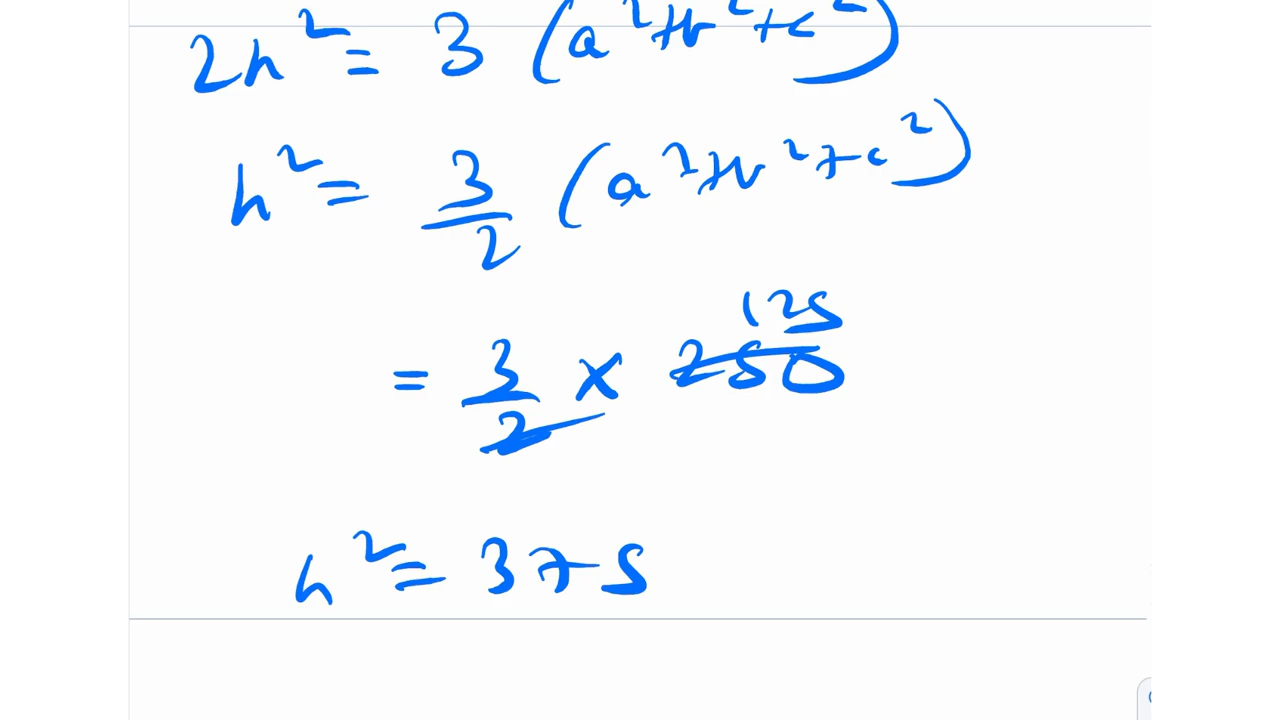 2h² = 3 (a²+b²+c²)
h² = 3/2 (a²+b²+c²)
= 3/2 × 250 125
h² = 375